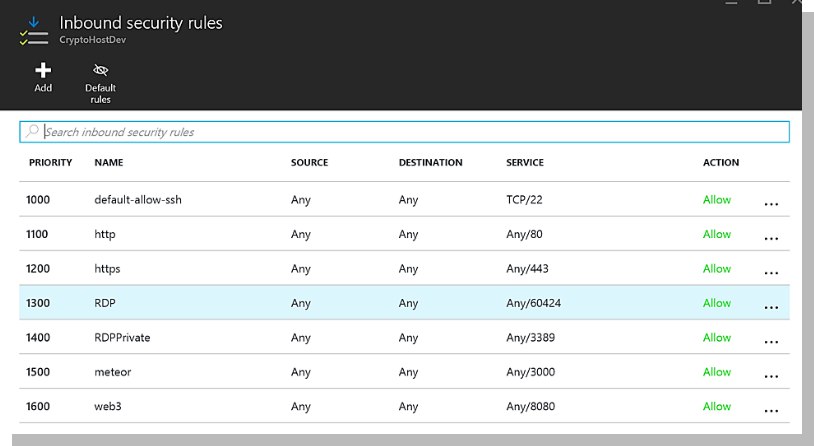 Inbound security rules
CryptoHostDev
Add
Default
rules
Search inbound security rules
PRIORITY NAME SOURCE DESTINATION SERVICE ACTION
1000 default-allow-ssh Any Any TCP/22 Allow ...
1100 http Any Any Any/80 Allow ...
1200 https Any Any Any/443 Allow ...
1300 RDP Any Any Any/60424 Allow ...
1400 RDPPrivate Any Any Any/3389 Allow ...
1500 meteor Any Any Any/3000 Allow ...
1600 web3 Any Any Any/8080 Allow ...